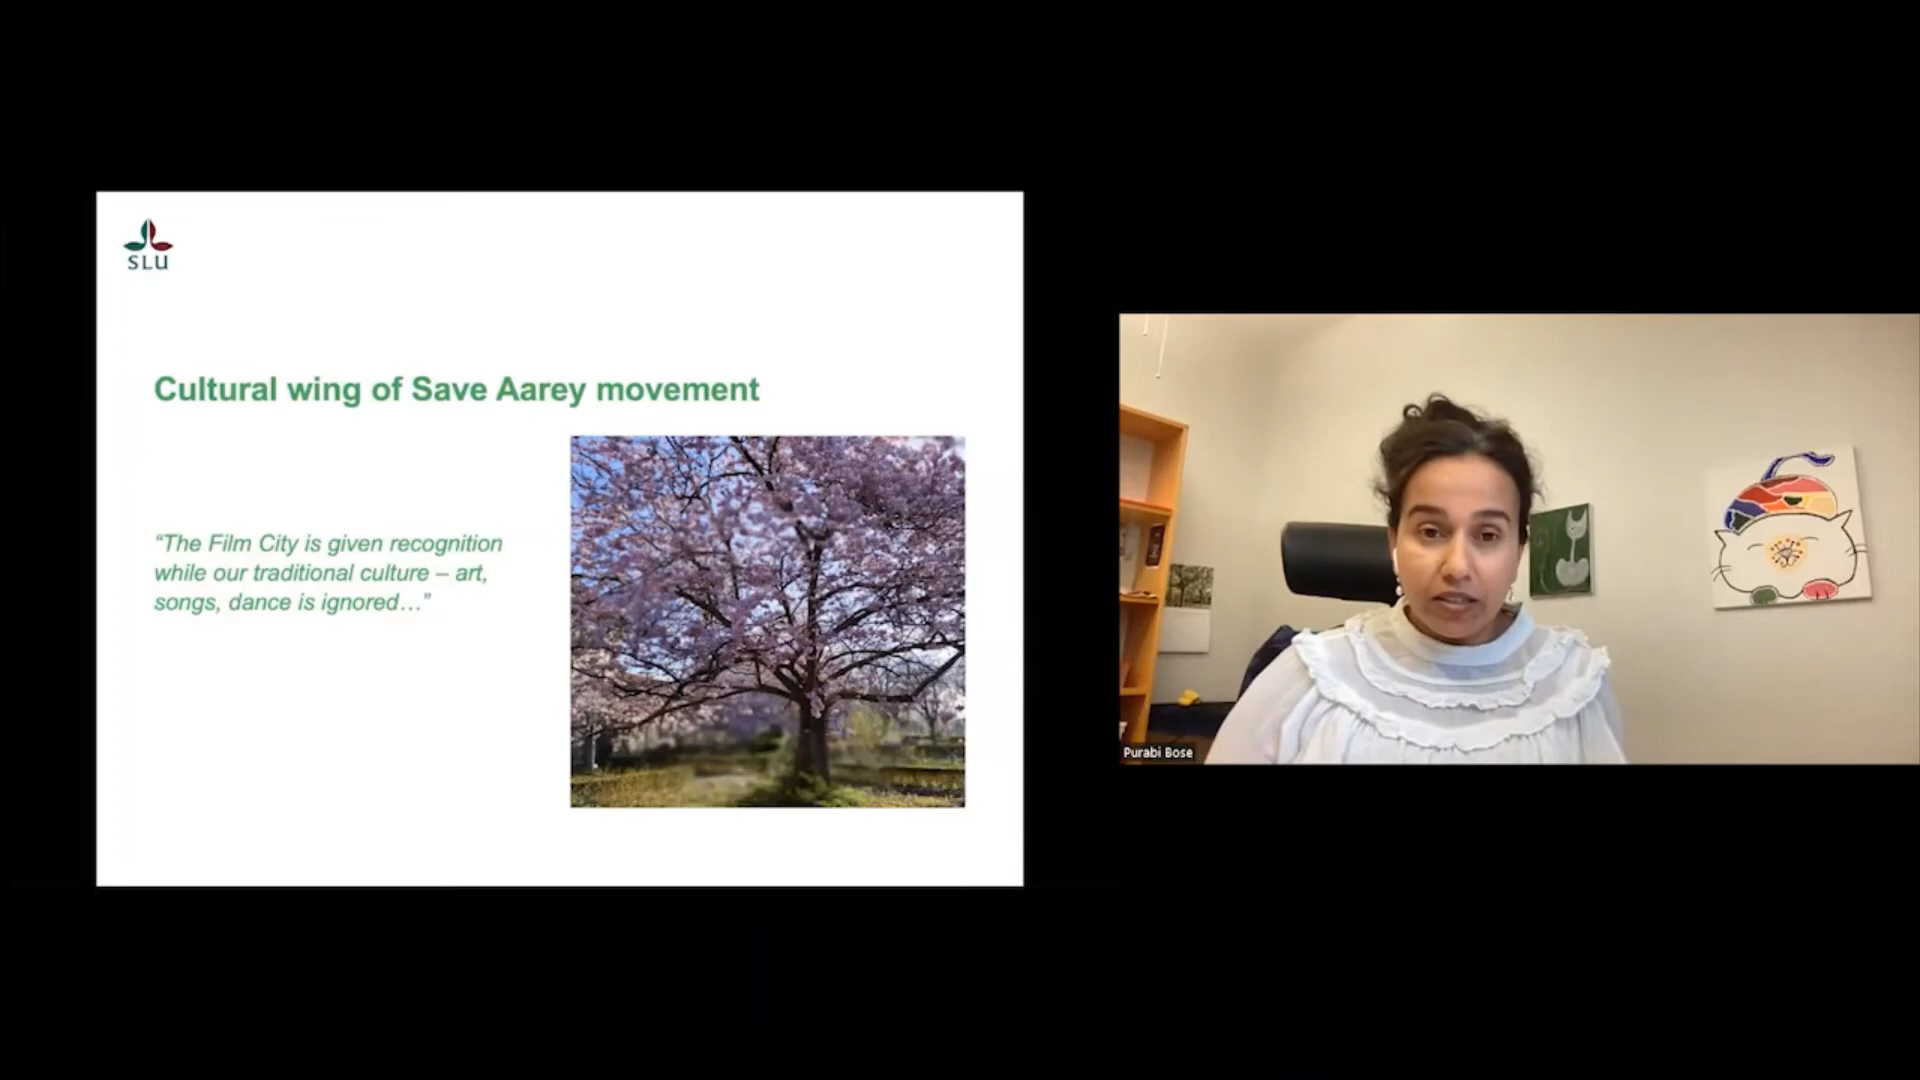 SLU
Cultural wing of Save Aarey movement
“The Film City is given recognition
while our traditional culture – art,
songs, dance is ignored…”
Purabi Bose